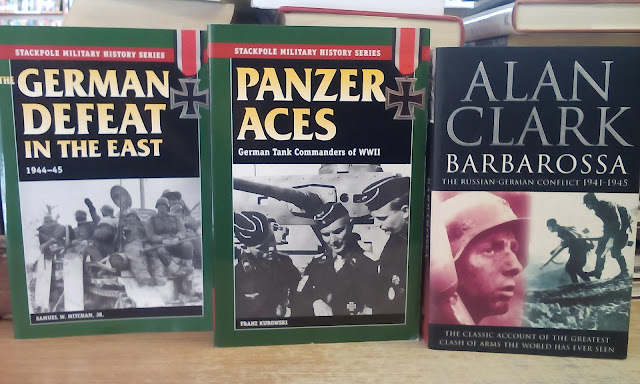 STACKPOLE MILITARY HISTORY SERIES
THE GERMAN
DEFEAT
IN THE EAST
1944–45
SAMUEL W. MITCHAM, JR.
STACKPOLE MILITARY HISTORY SERIES
PANZER
ACES
German Tank Commanders of WWII
FRANZ KUROWSKI
ALAN
CLARK
BARBAROSSA
THE RUSSIAN-GERMAN CONFLICT 1941-1945
THE CLASSIC ACCOUNT OF THE GREATEST
CLASH OF ARMS THE WORLD HAS EVER SEEN